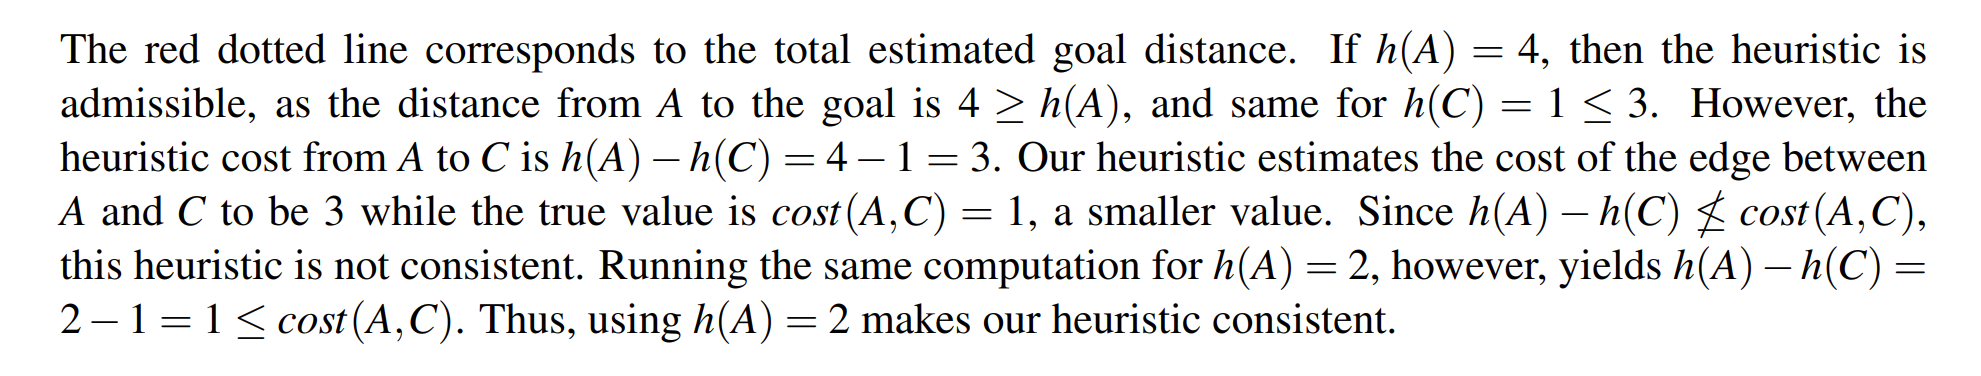 The red dotted line corresponds to the total estimated goal distance. If h(A) = 4, then the heuristic is
admissible, as the distance from A to the goal is 4 ≥ h(A), and same for h(C) = 1 ≤ 3. However, the
heuristic cost from A to C is h(A) − h(C) = 4 − 1 = 3. Our heuristic estimates the cost of the edge between
A and C to be 3 while the true value is cost(A,C) = 1, a smaller value. Since h(A) − h(C) ≰ cost(A,C),
this heuristic is not consistent. Running the same computation for h(A) = 2, however, yields h(A) − h(C) =
2 − 1 = 1 ≤ cost(A,C). Thus, using h(A) = 2 makes our heuristic consistent.